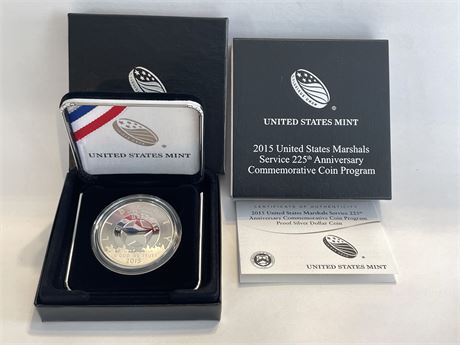 UNITED STATES MINT
2015
UNITED STATES MINT
2015 United States Marshals
Service 225th Anniversary
Commemorative Coin Program
CERTIFICATE OF AUTHENTICITY
2015 United States Marshals Service 225th
Anniversary Commemorative Coin Program
Proof Silver Dollar Coin
UNITED STATES MINT